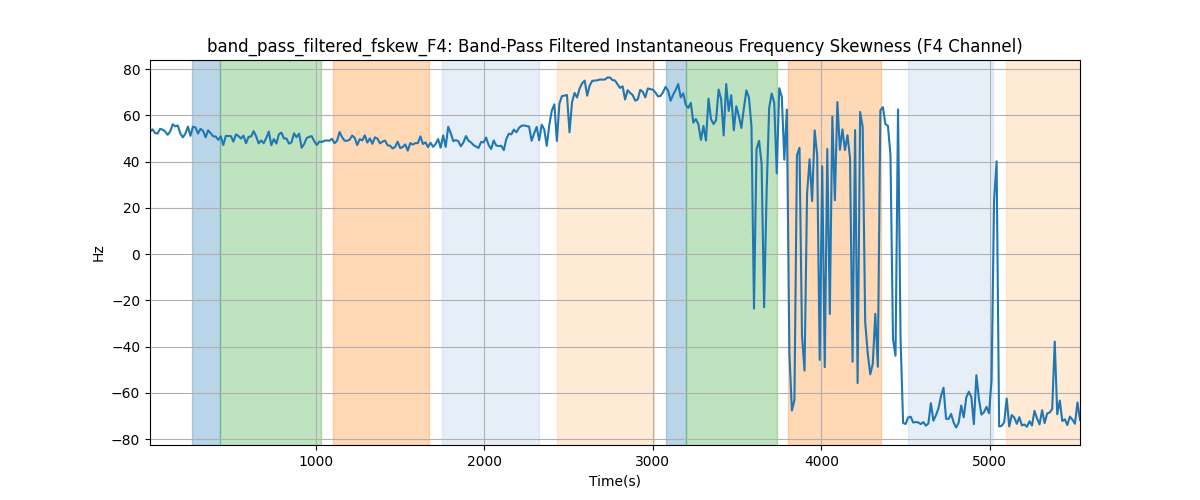 band_pass_filtered_fskew_F4: Band-Pass Filtered Instantaneous Frequency Skewness (F4 Channel)
80
60
40
20
0
−20
−40
−60
−80
Hz
1000 2000 3000 4000 5000
Time(s)